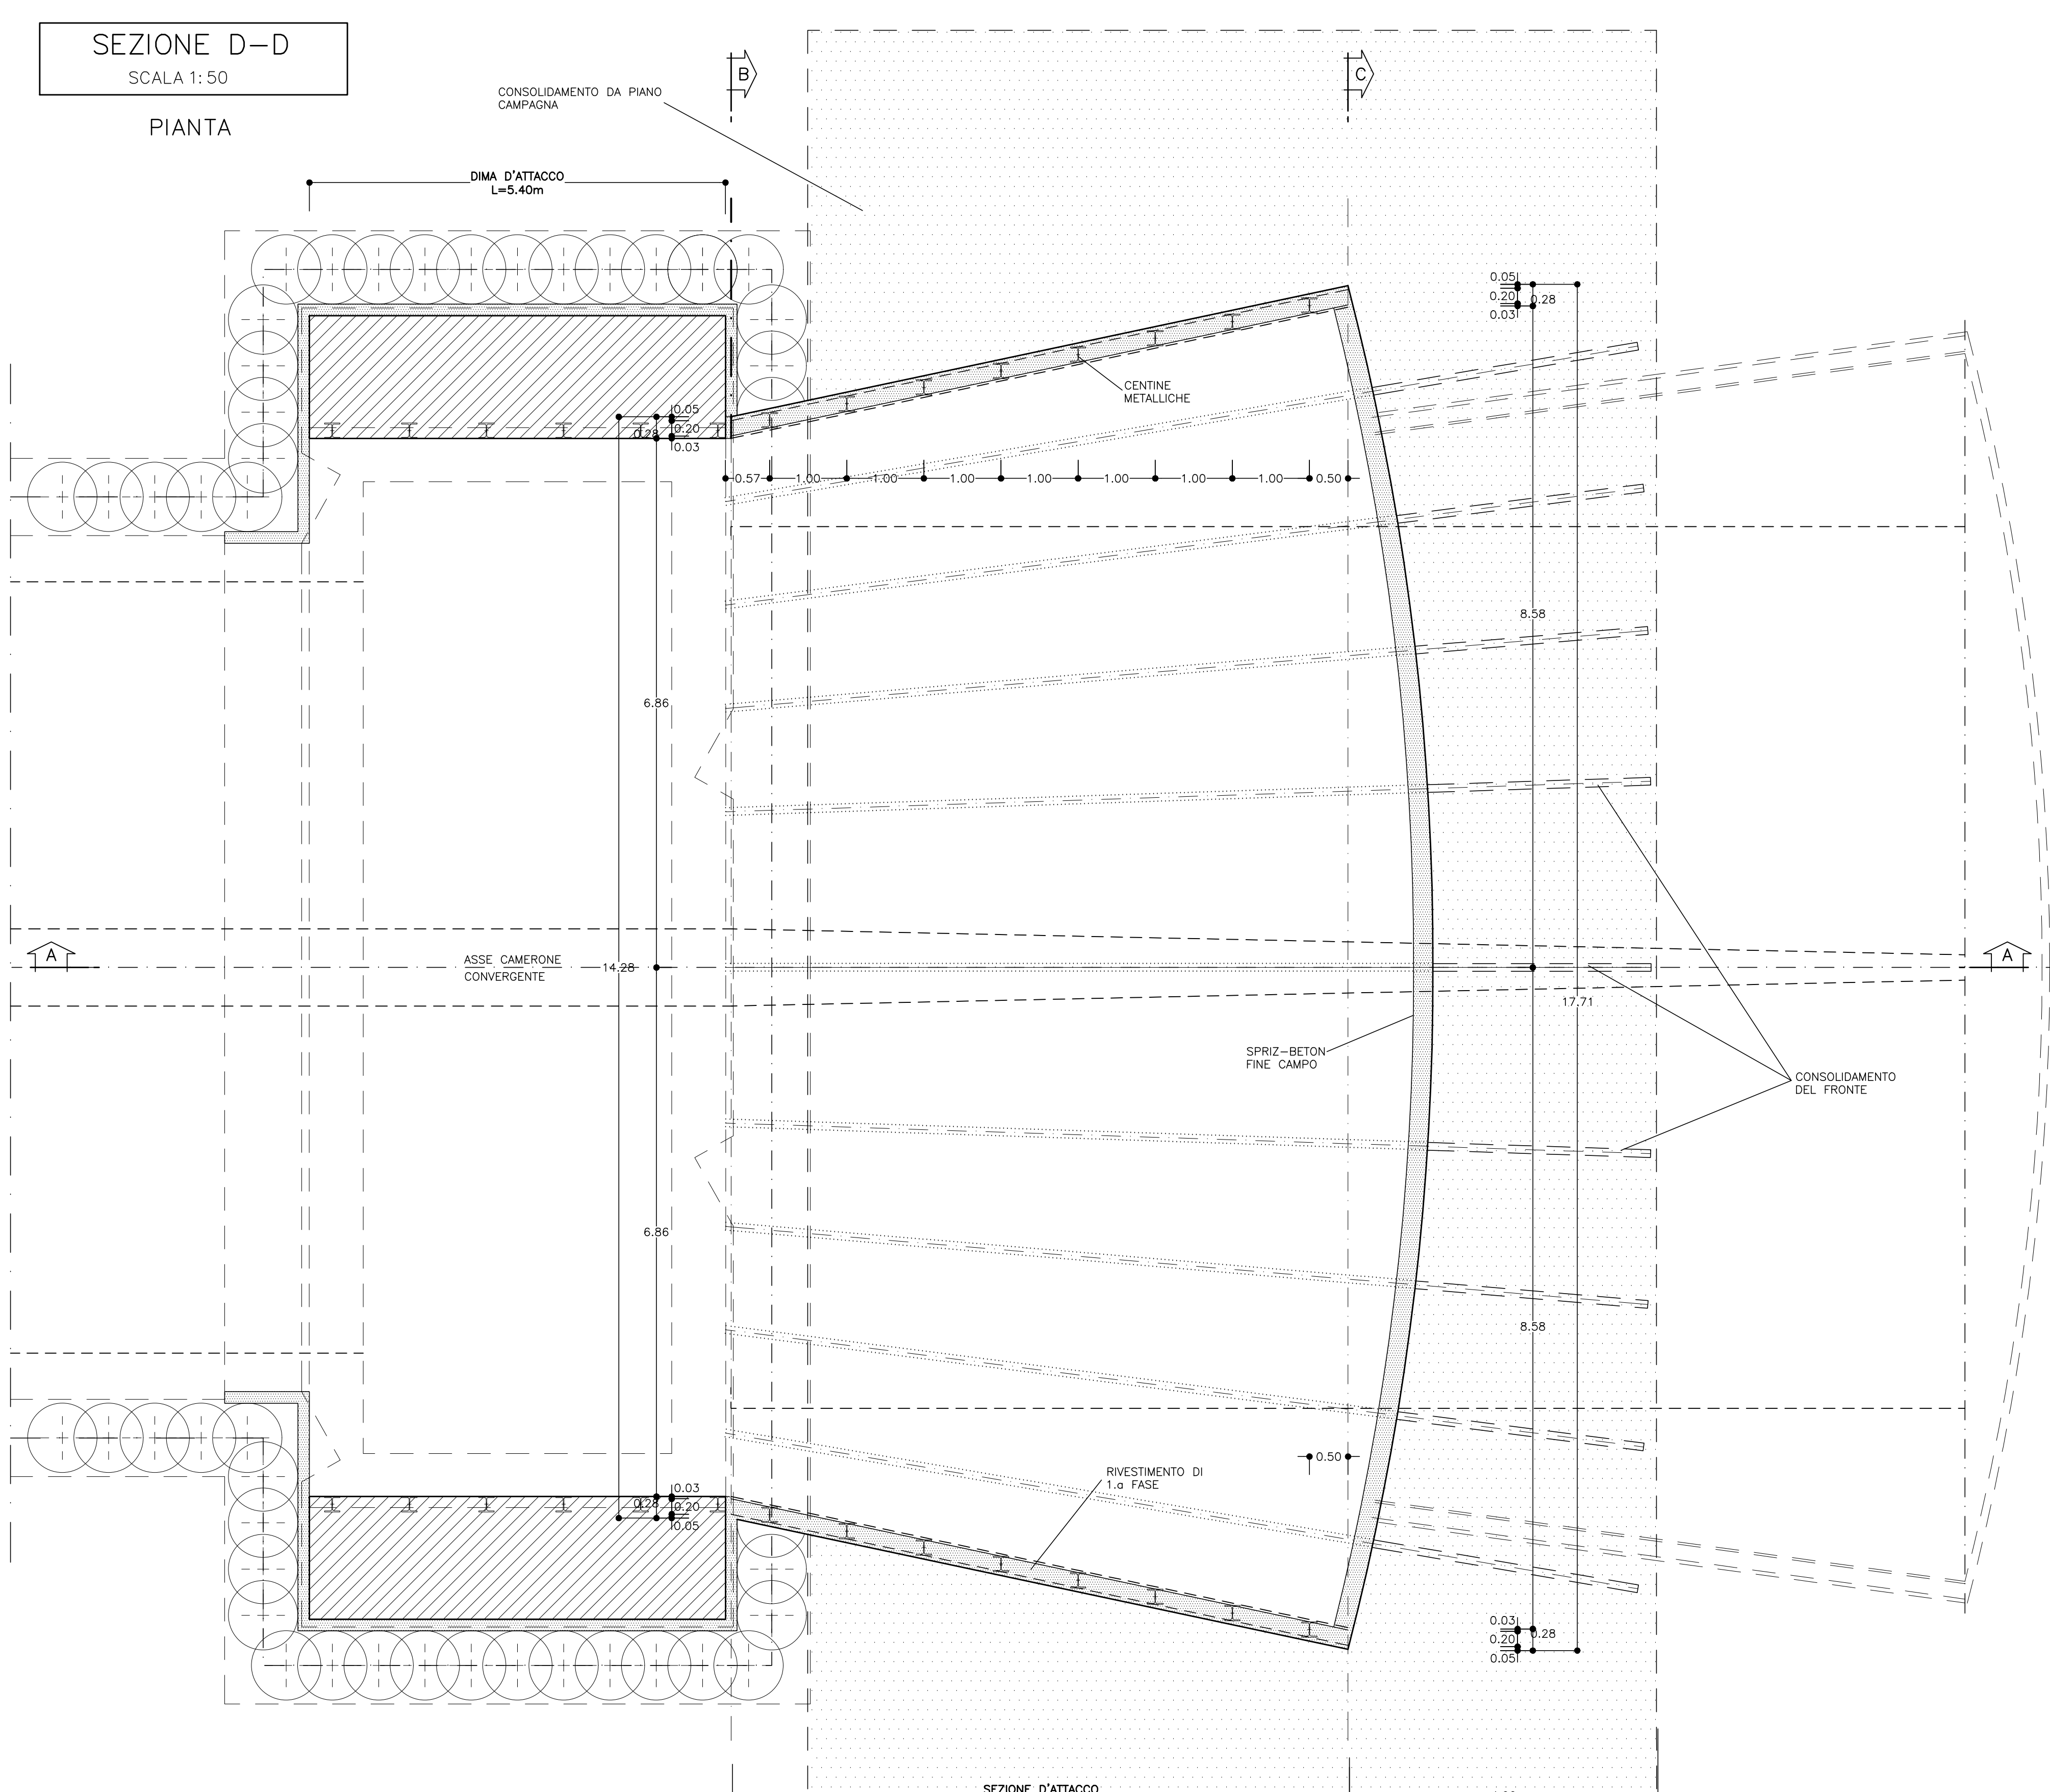 SEZIONE D–D
SCALA 1:50
PIANTA
B
C
CONSOLIDAMENTO DA PIANO
CAMPAGNA
DIMA D'ATTACCO
L=5.40m
0.05
0.20
0.03
0.28
CENTINE
METALLICHE
0.05
0.20
0.03
0.28
0.57 1.00 1.00 1.00 1.00 1.00 1.00 1.00 0.50
8.58
6.86
A
ASSE CAMERONE
CONVERGENTE
14.28
A
17.71
SPRIZ–BETON
FINE CAMPO
CONSOLIDAMENTO
DEL FRONTE
6.86
8.58
0.50
RIVESTIMENTO DI
1.a FASE
0.03
0.20
0.05
0.28
0.03
0.20
0.05
0.28
SEZIONE D'ATTACCO